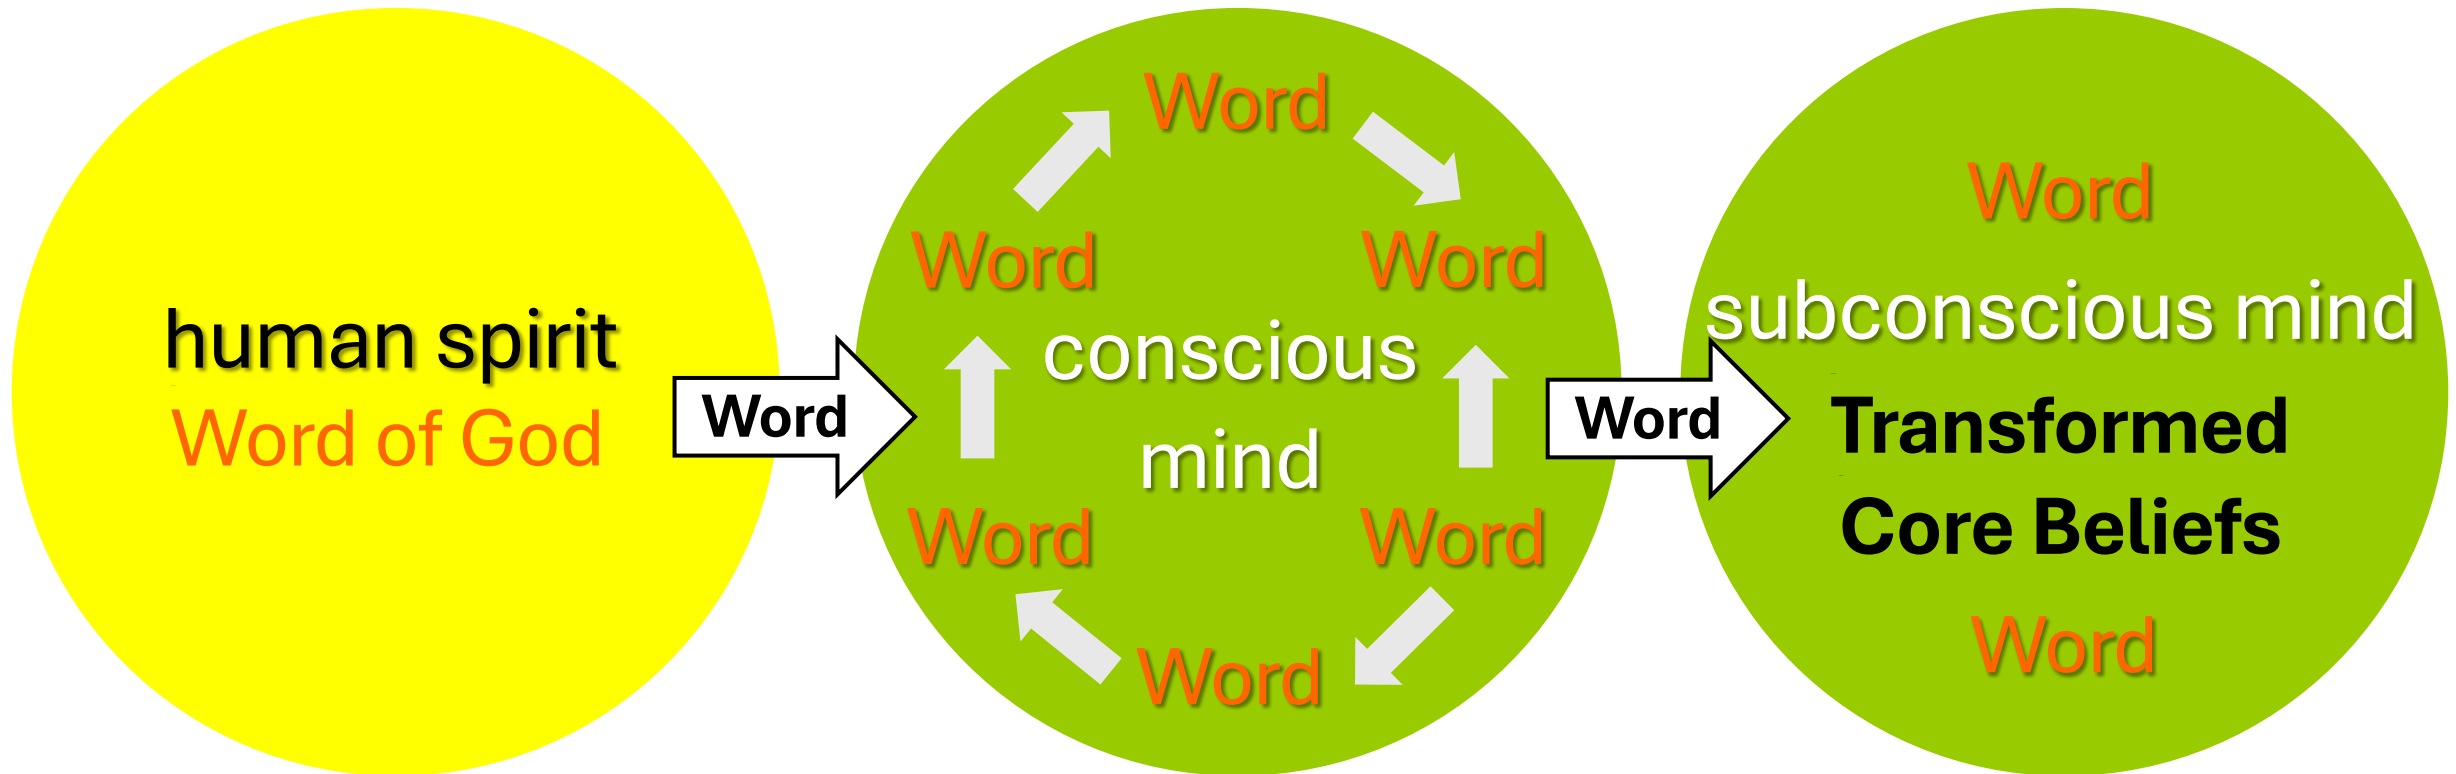 human spirit
Word of God
Word
Word
Word
Word
conscious
mind
Word
Word
Word
Word
Word
subconscious mind
Transformed
Core Beliefs
Word